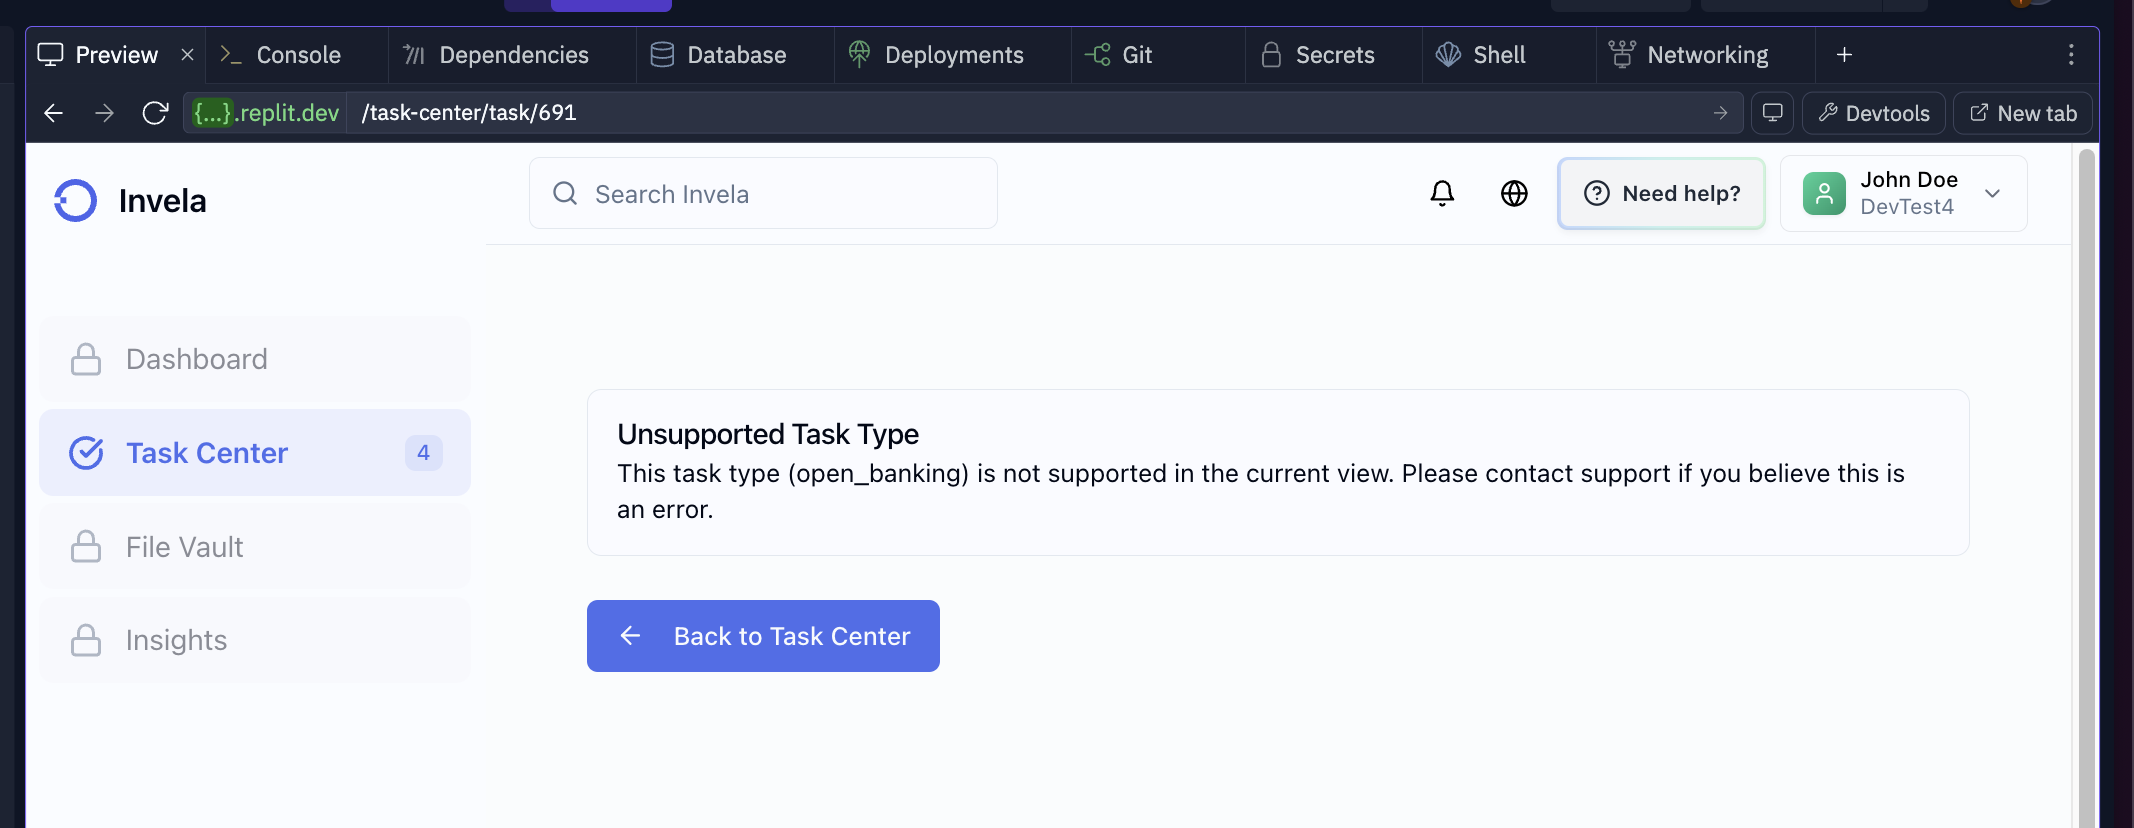 Preview
Console
Dependencies
Database
Deployments
Git
Secrets
Shell
Networking
{...}.replit.dev /task-center/task/691
Devtools
New tab
Invela
Search Invela
Need help?
John Doe
DevTest4
Dashboard
Task Center 4
File Vault
Insights
Unsupported Task Type
This task type (open_banking) is not supported in the current view. Please contact support if you believe this is
an error.
Back to Task Center